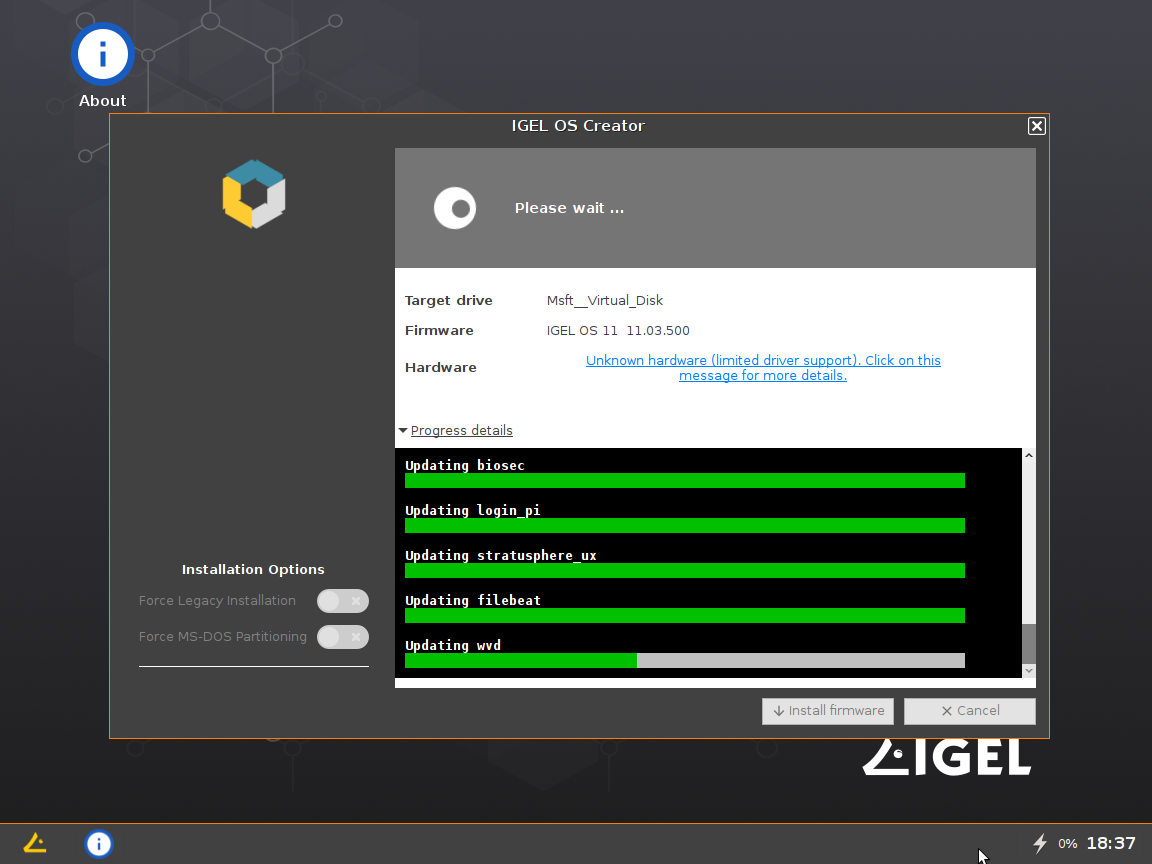 About
IGEL OS Creator
Please wait ...
Target drive Msft__Virtual_Disk
Firmware IGEL OS 11 11.03.500
Hardware Unknown hardware (limited driver support). Click on this
message for more details.
Progress details
Updating biosec
Updating login_pi
Updating stratusphere_ux
Updating filebeat
Updating wvd
Installation Options
Force Legacy Installation
Force MS-DOS Partitioning
Install firmware Cancel
IGEL
0% 18:37